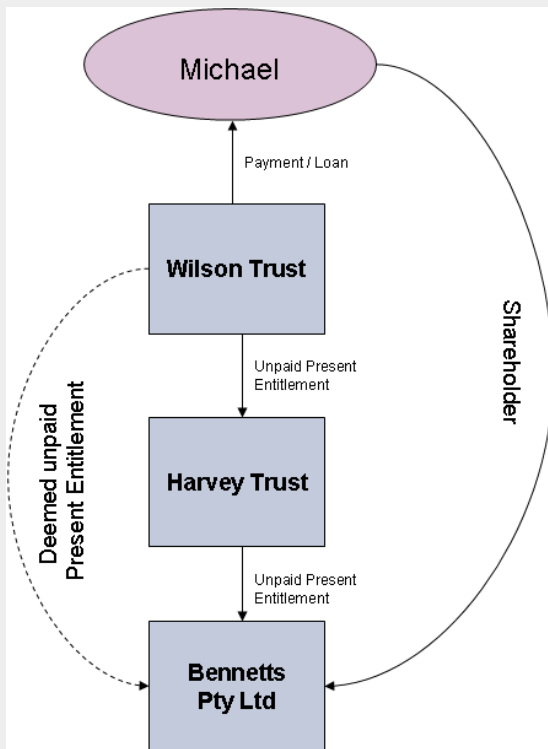 Michael
Payment / Loan
Wilson Trust
Shareholder
Unpaid Present
Entitlement
Deemed unpaid
Present Entitlement
Harvey Trust
Unpaid Present
Entitlement
Bennetts
Pty Ltd